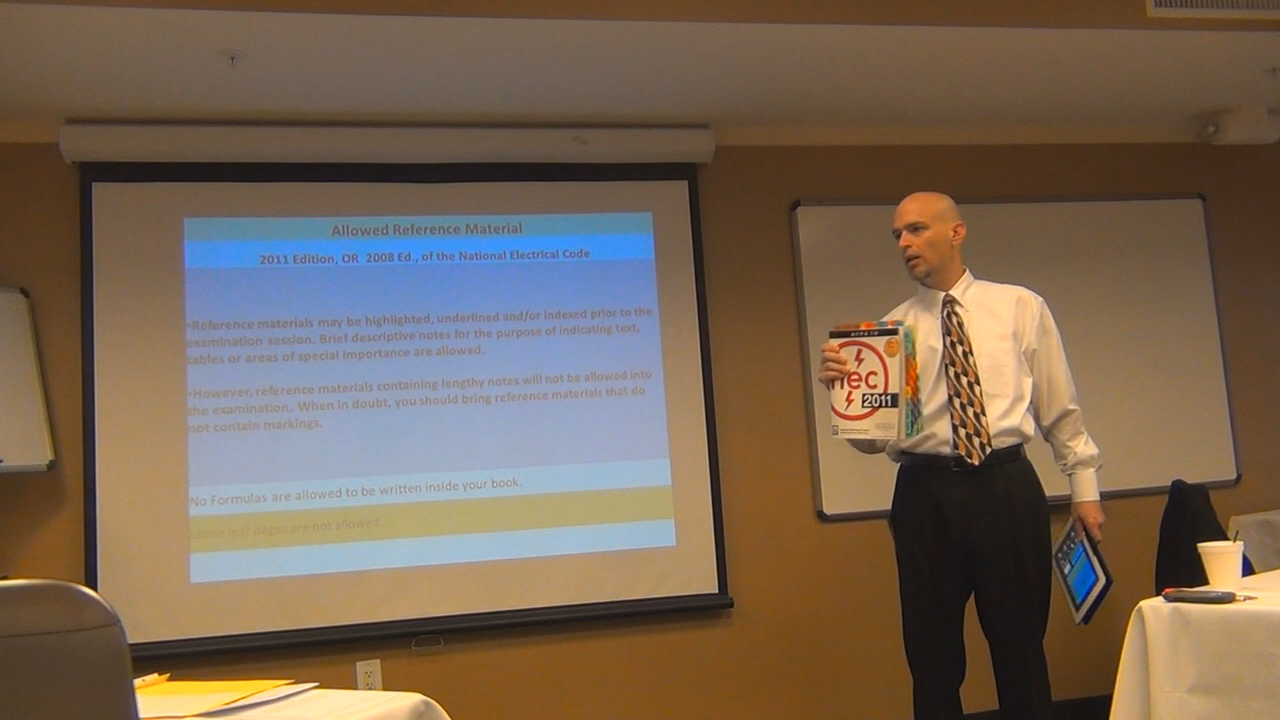 Allowed Reference Material
2011 Edition, OR 2008 Ed., of the National Electrical Code
•Reference materials may be highlighted, underlined and/or indexed prior to the
examination session. Brief descriptive notes for the purpose of indicating text,
tables or areas of special importance are allowed.
•However, reference materials containing lengthy notes will not be allowed into
the examination. When in doubt, you should bring reference materials that do
not contain markings.
No Formulas are allowed to be written inside your book.
Loose leaf pages are not allowed.
nec
2011